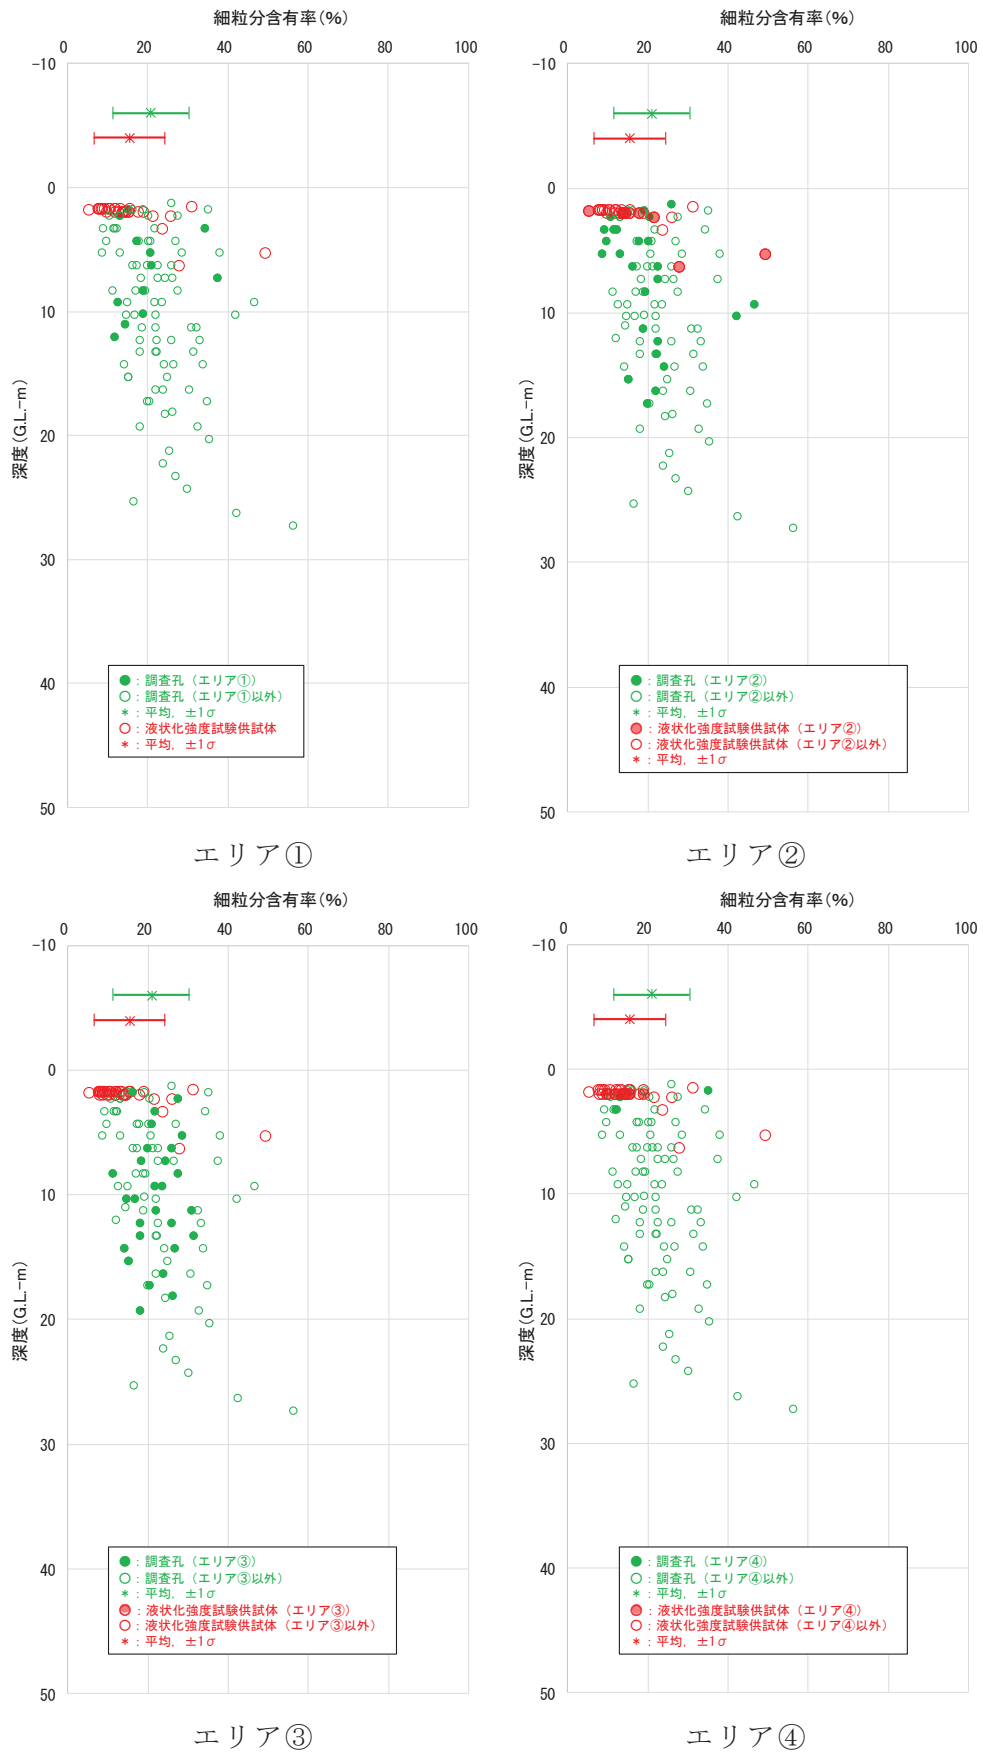 細粒分含有率(%)
0 20 40 60 80 100
-10
0
10
20
30
40
50
深度(G.L.-m)
●：調査孔（エリア①）
○：調査孔（エリア①以外）
*：平均，±1σ
○：液状化強度試験供試体
*：平均，±1σ
エリア①
細粒分含有率(%)
0 20 40 60 80 100
-10
0
10
20
30
40
50
深度(G.L.-m)
●：調査孔（エリア②）
○：調査孔（エリア②以外）
*：平均，±1σ
●：液状化強度試験供試体（エリア②）
○：液状化強度試験供試体（エリア②以外）
*：平均，±1σ
エリア②
細粒分含有率(%)
0 20 40 60 80 100
-10
0
10
20
30
40
50
深度(G.L.-m)
●：調査孔（エリア③）
○：調査孔（エリア③以外）
*：平均，±1σ
●：液状化強度試験供試体（エリア③）
○：液状化強度試験供試体（エリア③以外）
*：平均，±1σ
エリア③
細粒分含有率(%)
0 20 40 60 80 100
-10
0
10
20
30
40
50
深度(G.L.-m)
●：調査孔（エリア④）
○：調査孔（エリア④以外）
*：平均，±1σ
●：液状化強度試験供試体（エリア④）
○：液状化強度試験供試体（エリア④以外）
*：平均，±1σ
エリア④